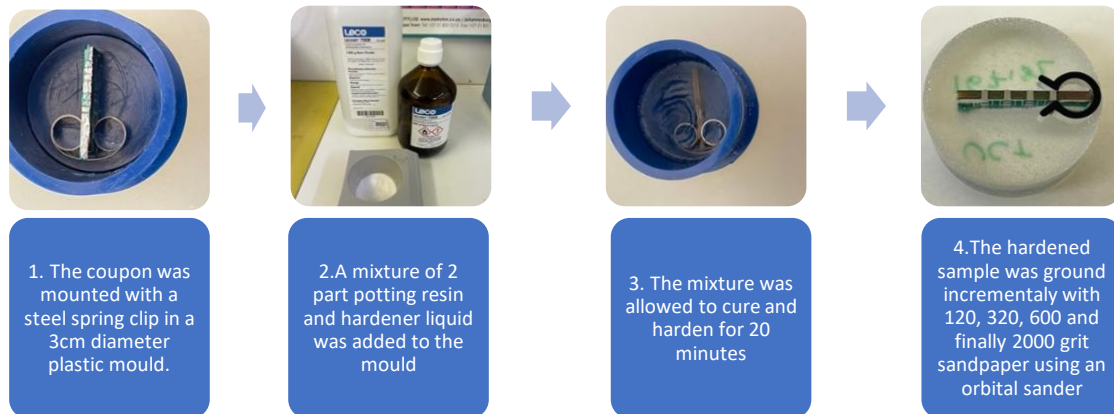 LECO
LECO
1. The coupon was
mounted with a
steel spring clip in a
3cm diameter
plastic mould.
2.A mixture of 2
part potting resin
and hardener liquid
was added to the
mould
3. The mixture was
allowed to cure and
harden for 20
minutes
4.The hardened
sample was ground
incrementaly with
120, 320, 600 and
finally 2000 grit
sandpaper using an
orbital sander